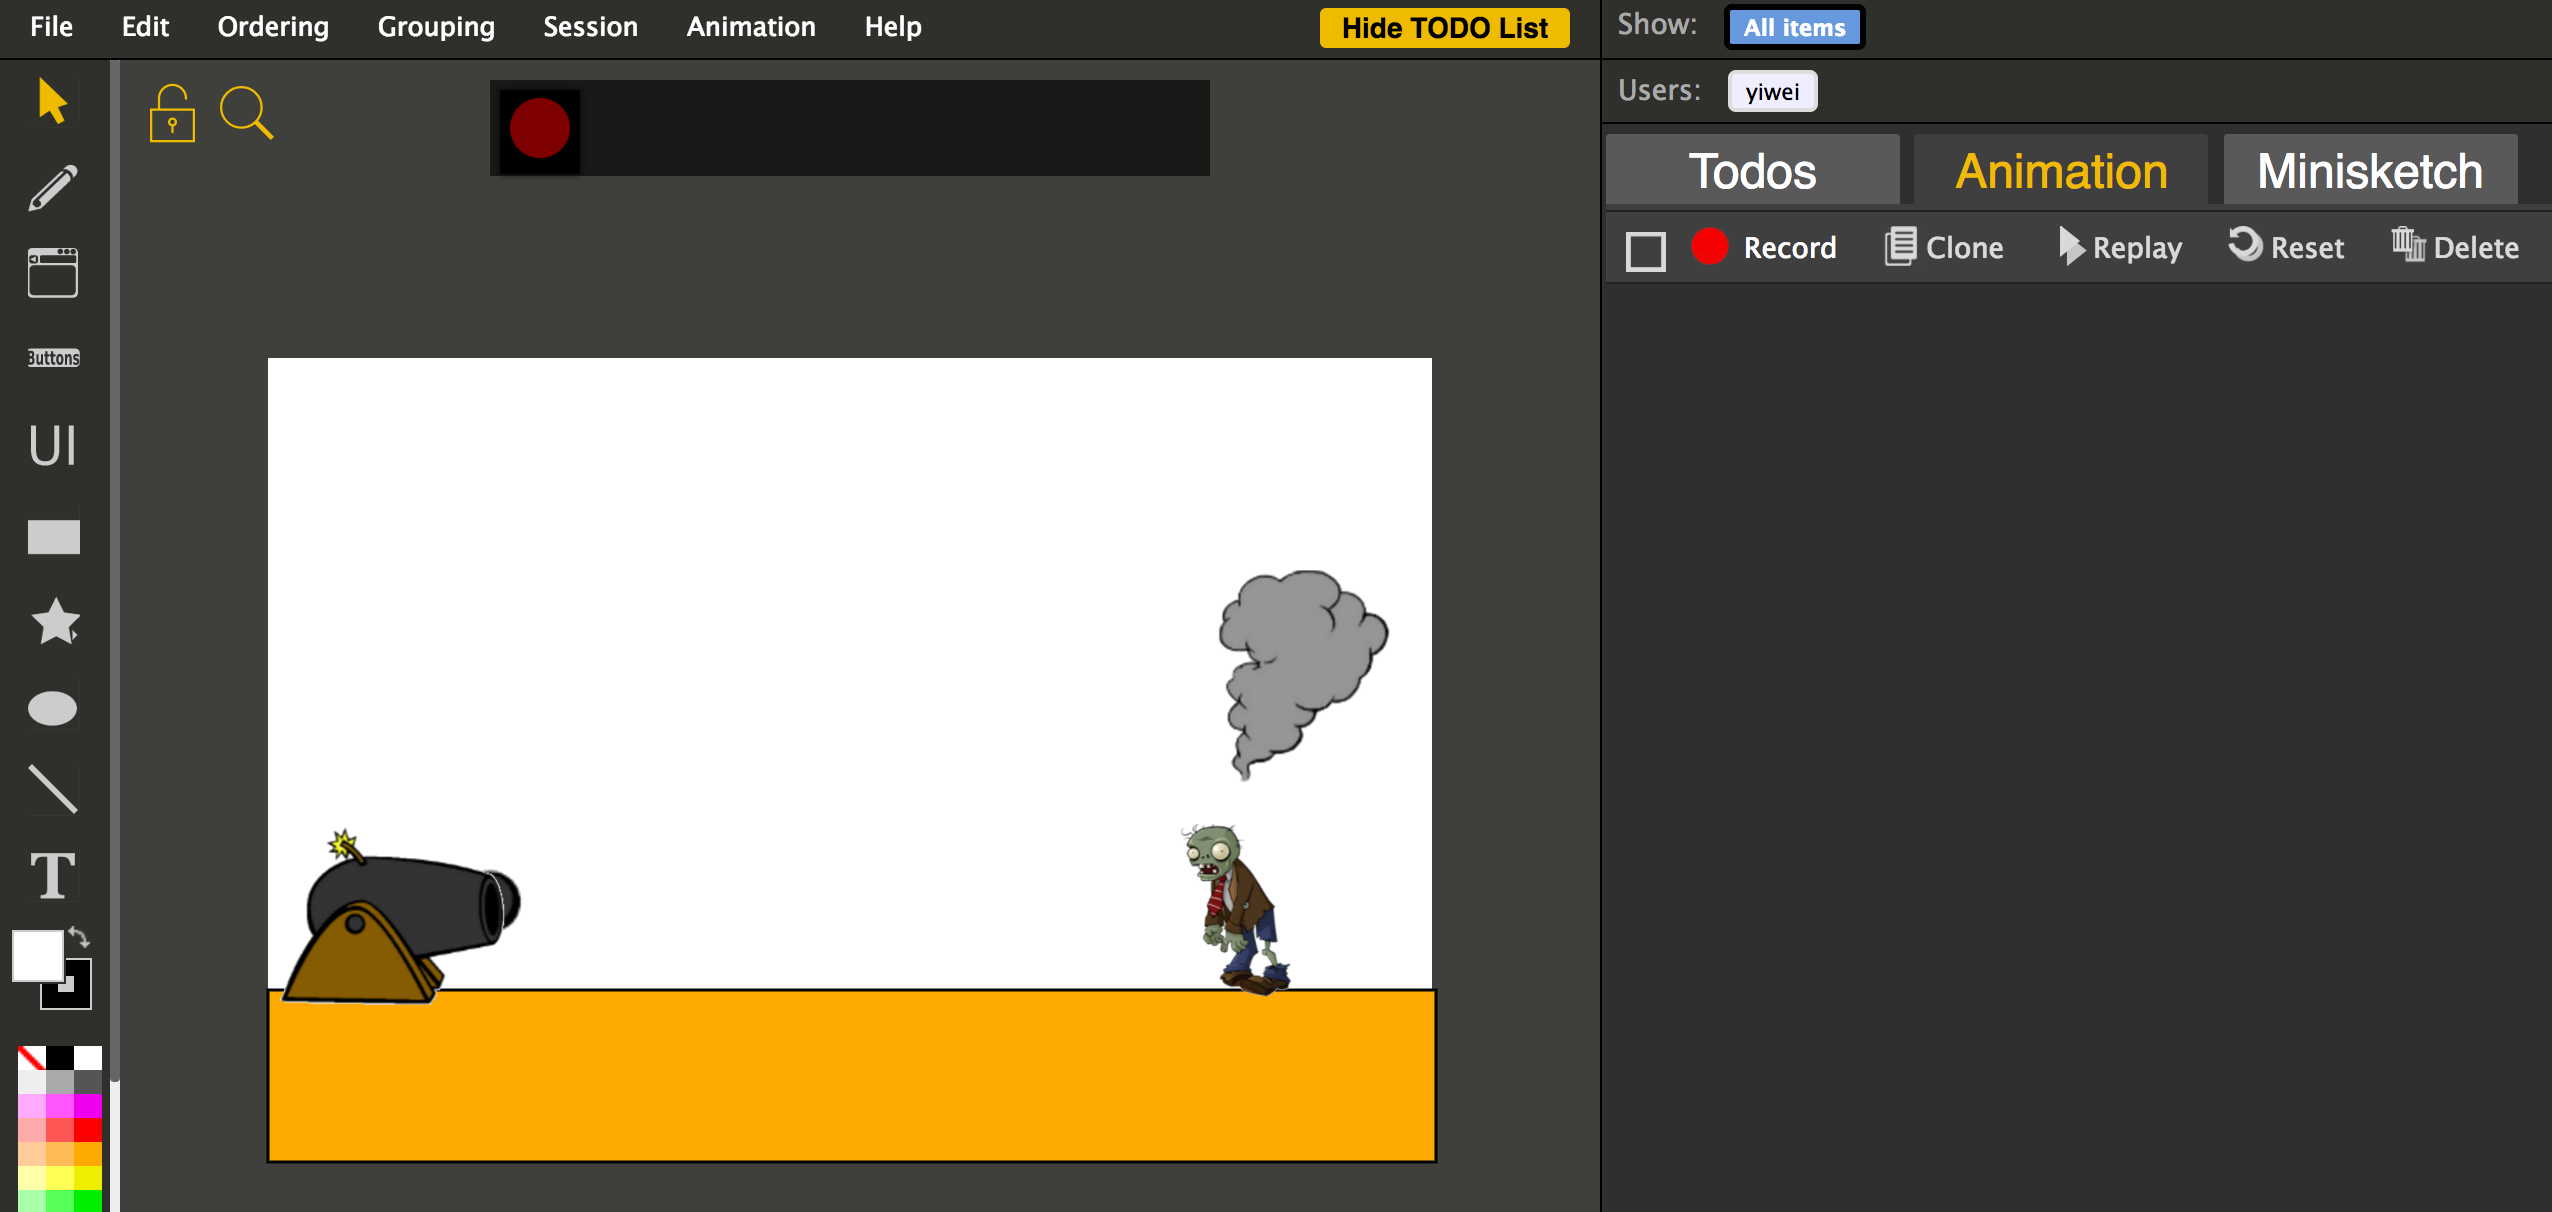 File Edit Ordering Grouping Session Animation Help Hide TODO List
Show: All items
Users: yiwei
Todos Animation Minisketch
Record Clone Replay Reset Delete
Buttons
UI
T